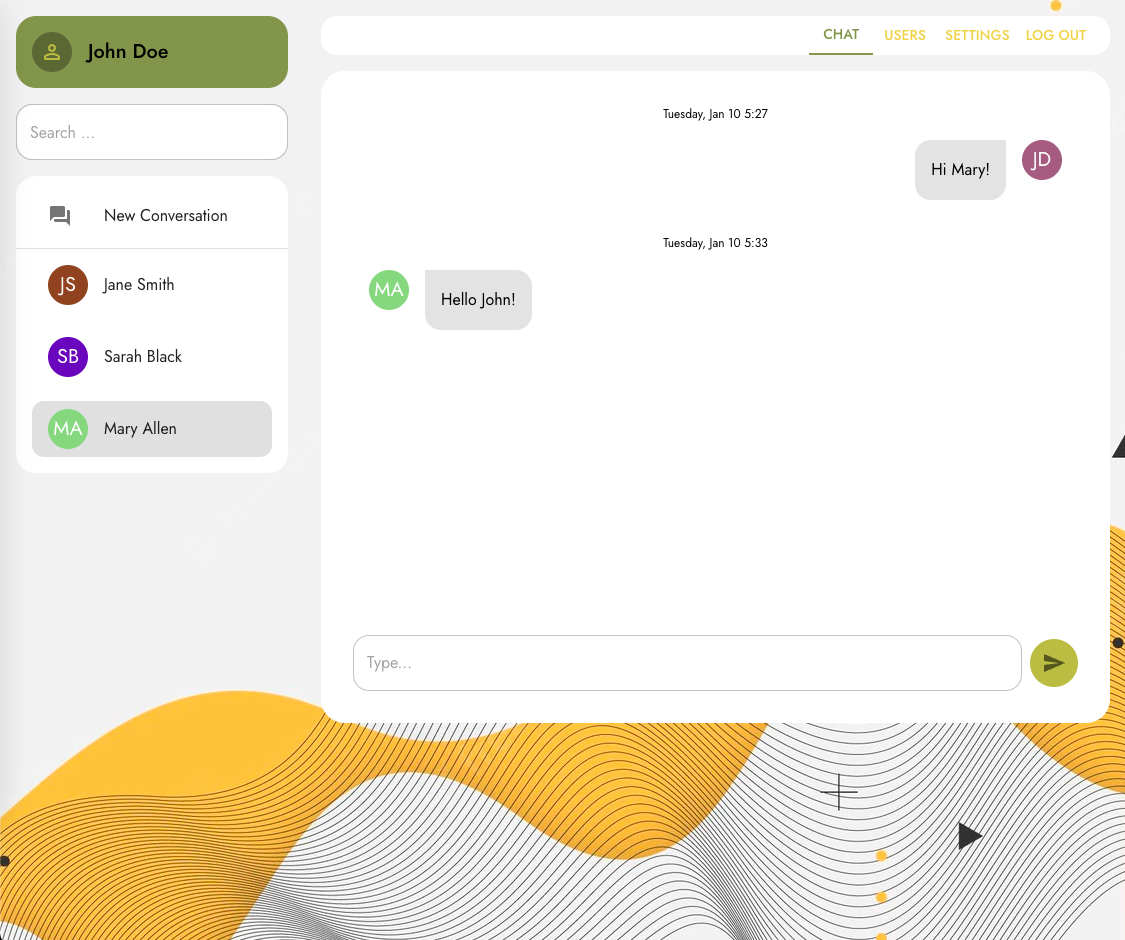 John Doe
Search ...
New Conversation
JS Jane Smith
SB Sarah Black
MA Mary Allen
CHAT USERS SETTINGS LOG OUT
Tuesday, Jan 10 5:27
Hi Mary! JD
Tuesday, Jan 10 5:33
MA Hello John!
Type...